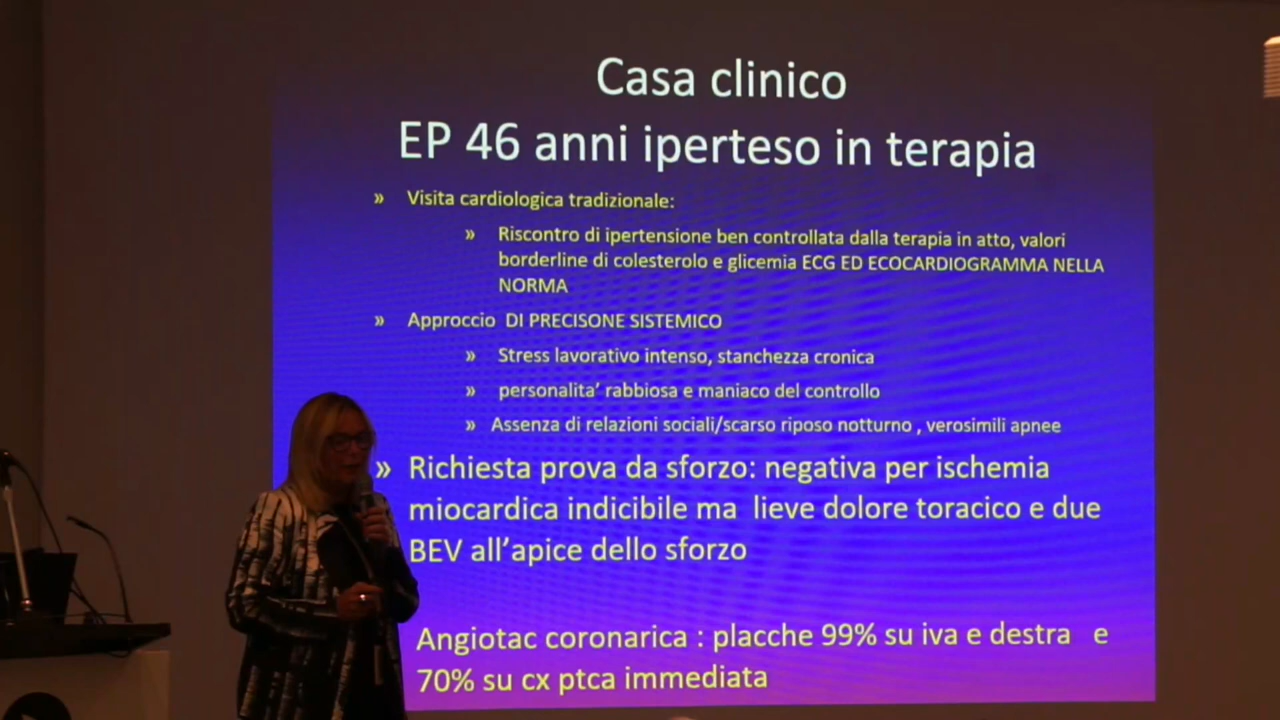 Casa clinico
EP 46 anni iperteso in terapia
» Visita cardiologica tradizionale:
» Riscontro di ipertensione ben controllata dalla terapia in atto, valori
borderline di colesterolo e glicemia ECG ED ECOCARDIOGRAMMA NELLA
NORMA
» Approccio DI PRECISONE SISTEMICO
» Stress lavorativo intenso, stanchezza cronica
» personalita’ rabbiosa e maniaco del controllo
» Assenza di relazioni sociali/scarso riposo notturno , verosimili apnee
» Richiesta prova da sforzo: negativa per ischemia
miocardica indicibile ma lieve dolore toracico e due
BEV all’apice dello sforzo
Angiotac coronarica : placche 99% su iva e destra e
70% su cx ptca immediata